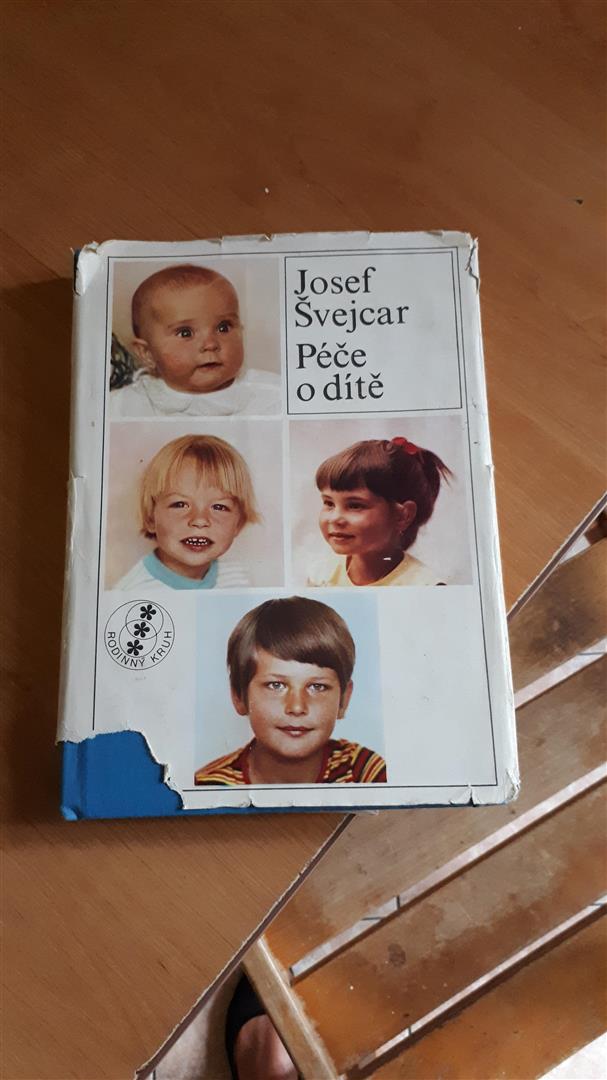 Josef
Švejcar
Péče
o dítě
RODINNÝ KRUH